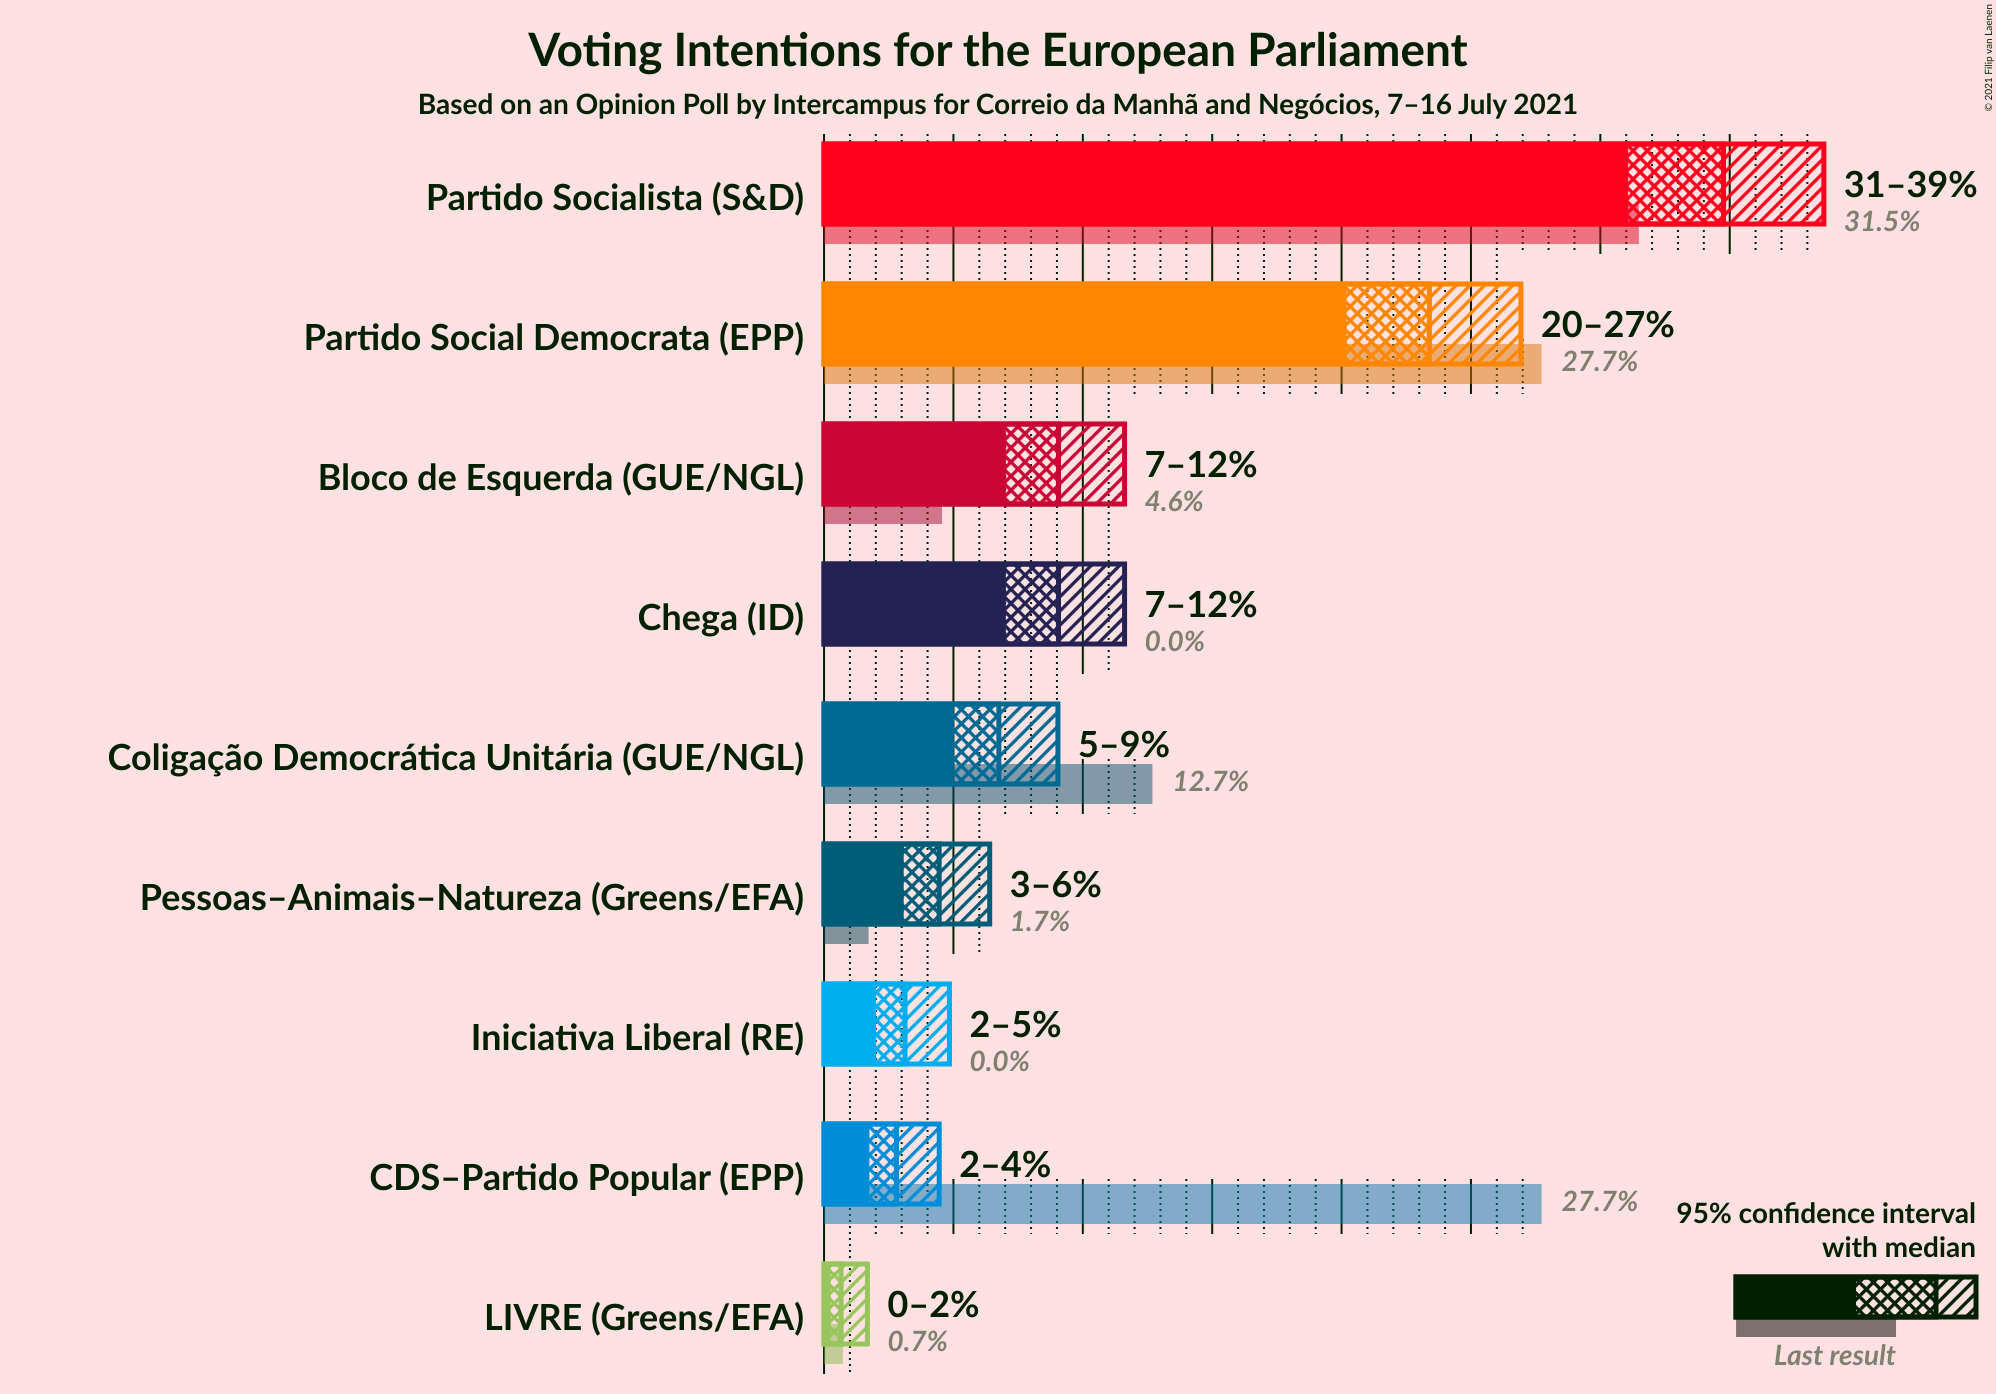 Voting Intentions for the European Parliament
Based on an Opinion Poll by Intercampus for Correio da Manhã and Negócios, 7–16 July 2021
© 2021 Filip van Laenen
Partido Socialista (S&D)
31–39%
31.5%
Partido Social Democrata (EPP)
20–27%
27.7%
Bloco de Esquerda (GUE/NGL)
7–12%
4.6%
Chega (ID)
7–12%
0.0%
Coligação Democrática Unitária (GUE/NGL)
5–9%
12.7%
Pessoas–Animais–Natureza (Greens/EFA)
3–6%
1.7%
Iniciativa Liberal (RE)
2–5%
0.0%
CDS–Partido Popular (EPP)
2–4%
27.7%
LIVRE (Greens/EFA)
0–2%
0.7%
95% confidence interval
with median
Last result